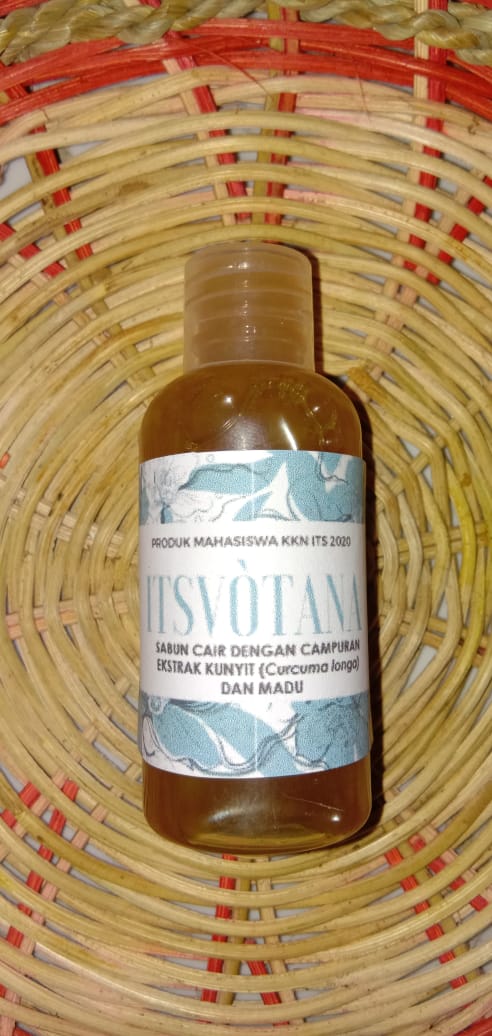 PRODUK MAHASISWA KKN ITS 2020
ITSVÒTANA
SABUN CAIR DENGAN CAMPURAN
EKSTRAK KUNYIT (Curcuma longa)
DAN MADU